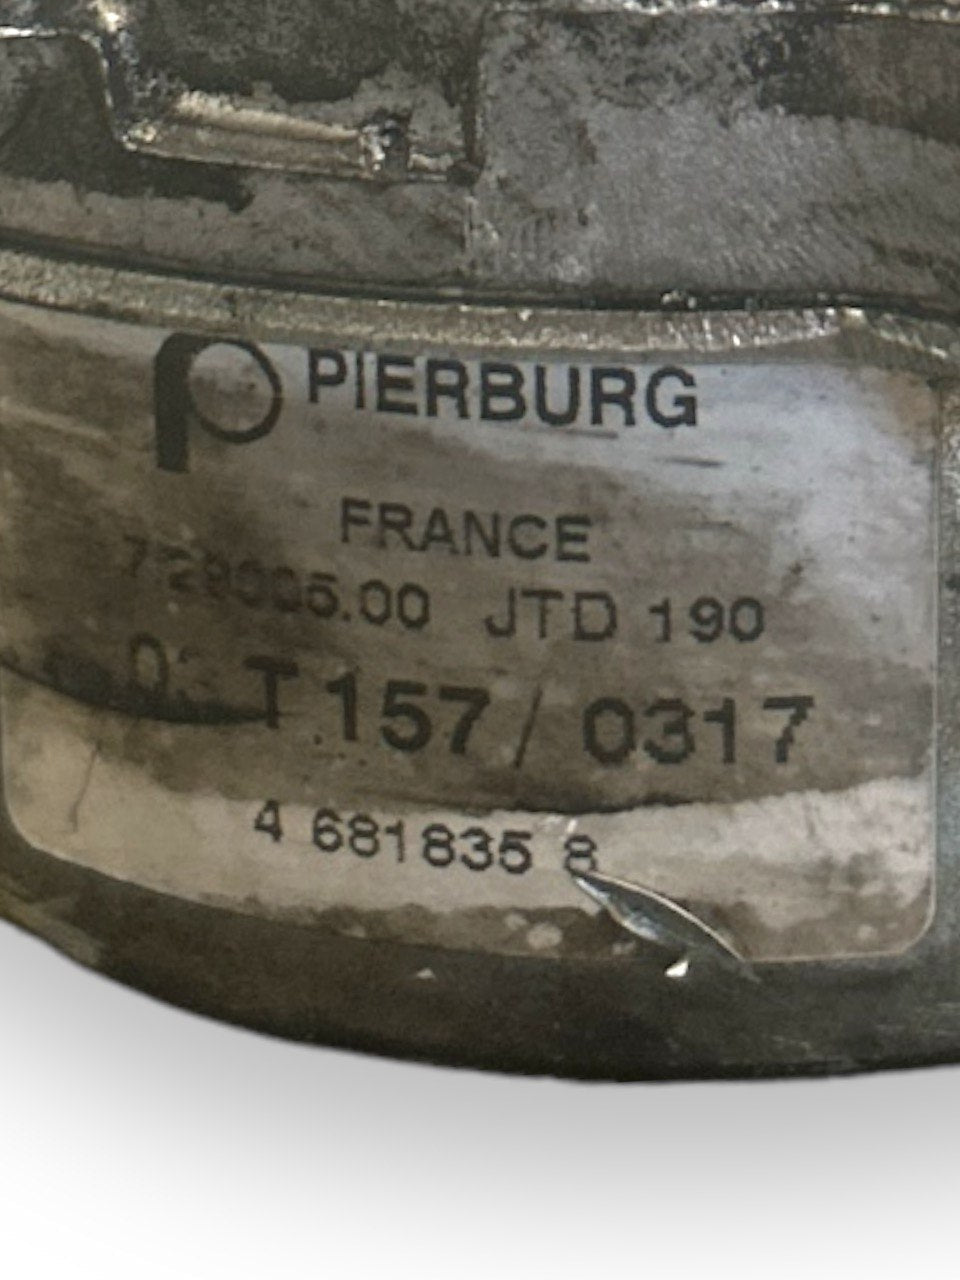 PIERBURG
FRANCE
JTD 190
T 157 / 0317
4 681835 8